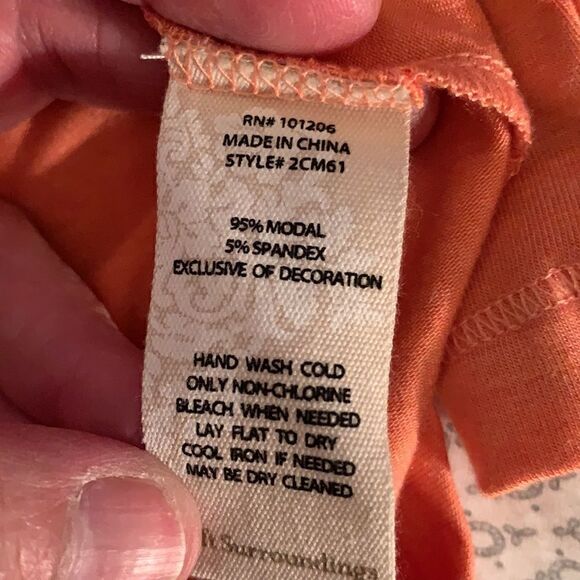 RN# 101206
MADE IN CHINA
STYLE# 2CM61
95% MODAL
5% SPANDEX
EXCLUSIVE OF DECORATION
HAND WASH COLD
ONLY NON-CHLORINE
BLEACH WHEN NEEDED
LAY FLAT TO DRY
COOL IRON IF NEEDED
MAY BE DRY CLEANED
Surroundings